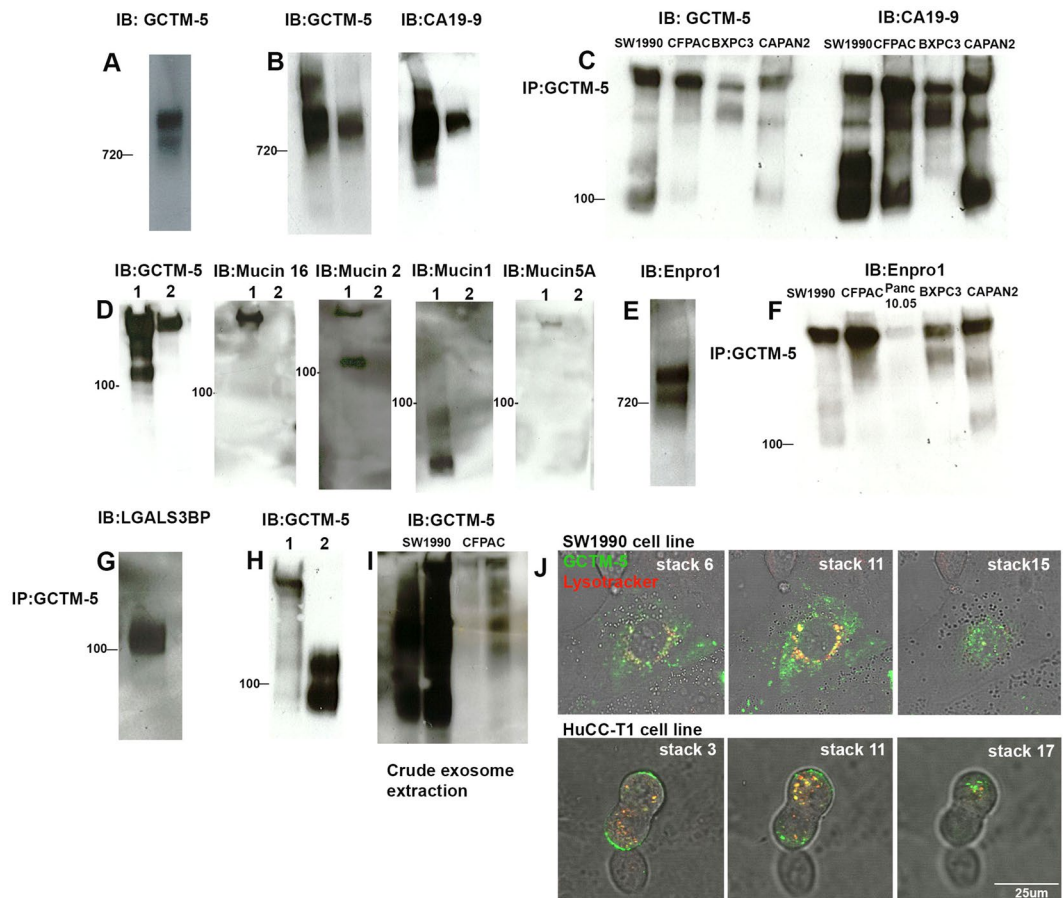 IB: GCTM-5
IB:GCTM-5
IB:CA19-9
IB: GCTM-5
IB:CA19-9
SW1990 CFPAC BXPC3 CAPAN2
SW1990 CFPAC BXPC3 CAPAN2
A
B
C
IP:GCTM-5
720
720
100
IB:GCTM-5
IB:Mucin 16
IB:Mucin 2
IB:Mucin1
IB:Mucin5A
IB:Enpro1
IB:Enpro1
1 2
1 2
1 2
1 2
1 2
SW1990 CFPAC Panc 10.05 BXPC3 CAPAN2
D
E
F
IP:GCTM-5
100-
100-
100-
100-
100-
720
100
IB:LGALS3BP
IB:GCTM-5
IB:GCTM-5
1 2
SW1990 CFPAC
G
H
I
IP:GCTM-5
100
100
Crude exosome
extraction
SW1990 cell line
J
GCTM-5
Lysotracker
stack 6
stack 11
stack15
HuCC-T1 cell line
stack 3
stack 11
stack 17
25um